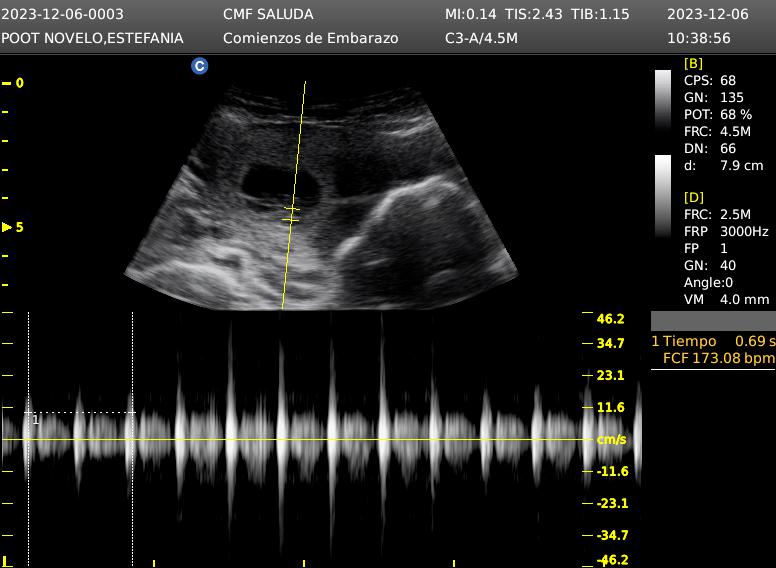 2023-12-06-0003 CMF SALUDA MI:0.14 TIS:2.43 TIB:1.15 2023-12-06
POOT NOVELO,ESTEFANIA Comienzos de Embarazo C3-A/4.5M 10:38:56
C
0
5
[B]
CPS: 68
GN: 135
POT: 68 %
FRC: 4.5M
DN: 66
d: 7.9 cm
[D]
FRC: 2.5M
FRP 3000Hz
FP 1
GN: 40
Angle:0
VM 4.0 mm
1 Tiempo 0.69 s
FCF 173.08 bpm
46.2
34.7
23.1
11.6
cm/s
-11.6
-23.1
-34.7
-46.2
1